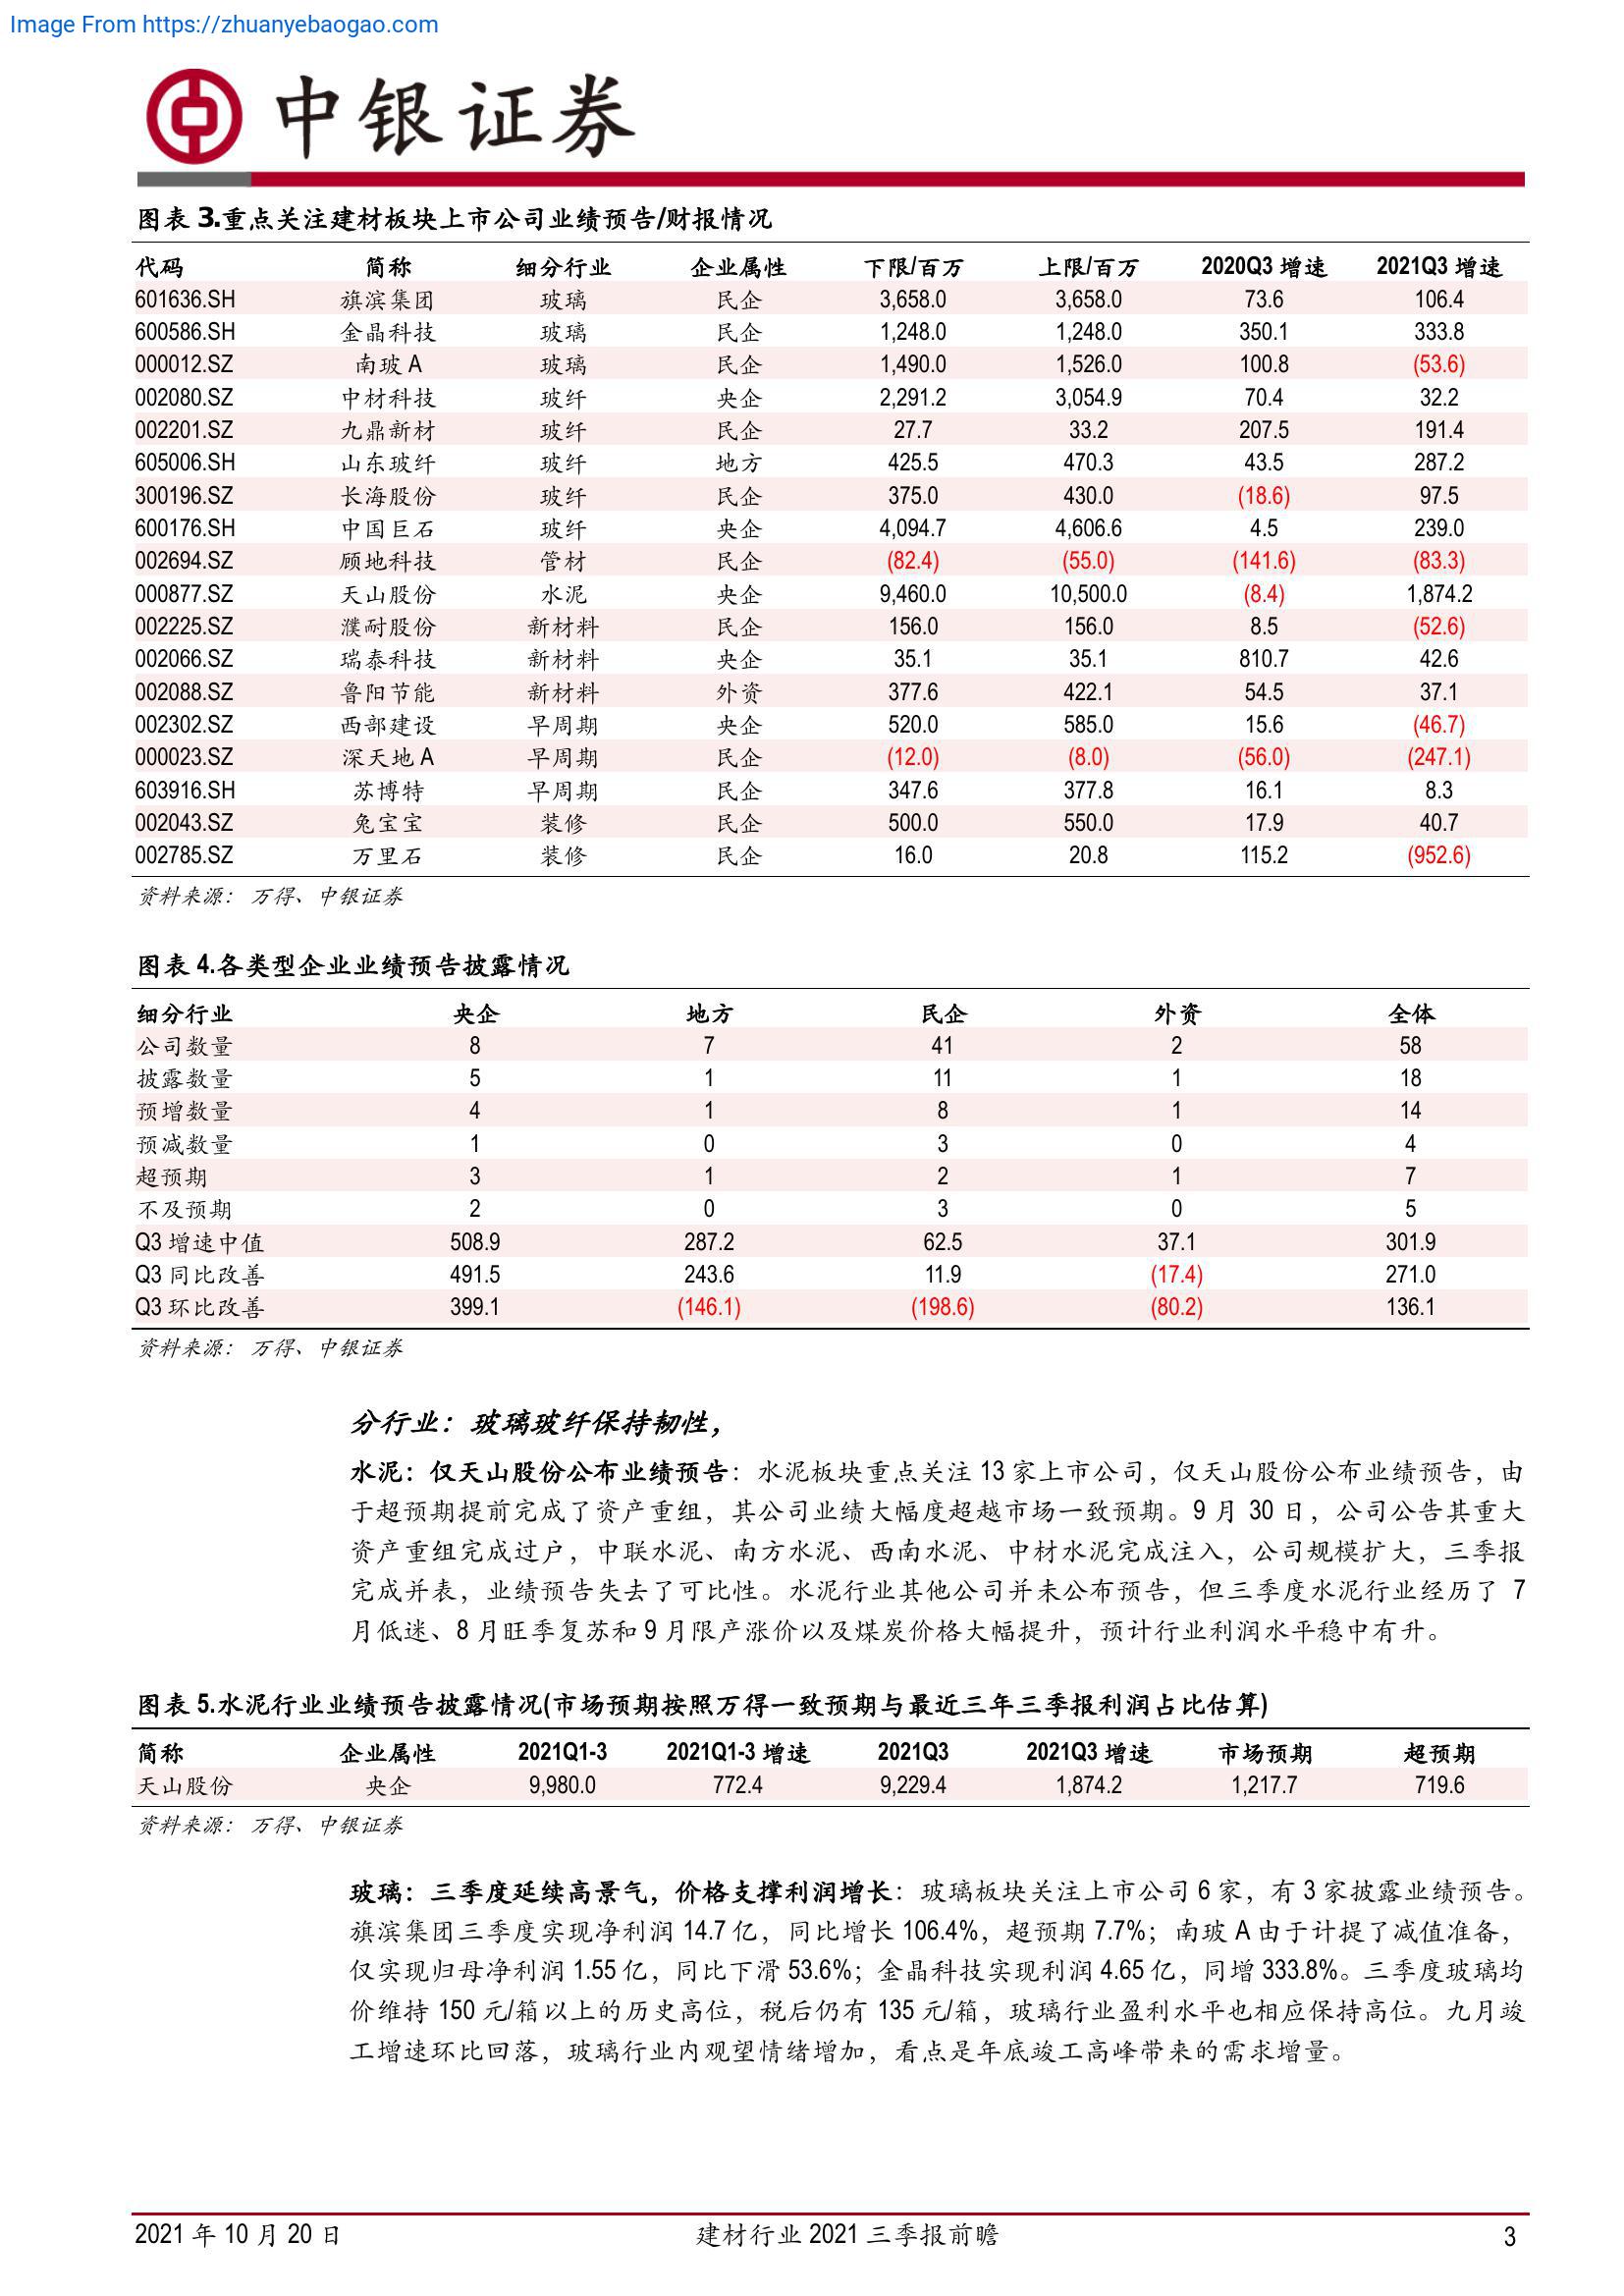 Image From https://zhuanyebaogao.com
中银证券
图表 3.重点关注建材板块上市公司业绩预告/财报情况
代码 简称 细分行业 企业属性 下限/百万 上限/百万 2020Q3 增速 2021Q3 增速
601636.SH 旗滨集团 玻璃 民企 3,658.0 3,658.0 73.6 106.4
600586.SH 金晶科技 玻璃 民企 1,248.0 1,248.0 350.1 333.8
000012.SZ 南玻 A 玻璃 民企 1,490.0 1,526.0 100.8 (53.6)
002080.SZ 中材科技 玻纤 央企 2,291.2 3,054.9 70.4 32.2
002201.SZ 九鼎新材 玻纤 民企 27.7 33.2 207.5 191.4
605006.SH 山东玻纤 玻纤 地方 425.5 470.3 43.5 287.2
300196.SZ 长海股份 玻纤 民企 375.0 430.0 (18.6) 97.5
600176.SH 中国巨石 玻纤 央企 4,094.7 4,606.6 4.5 239.0
002694.SZ 顾地科技 管材 民企 (82.4) (55.0) (141.6) (83.3)
000877.SZ 天山股份 水泥 央企 9,460.0 10,500.0 (8.4) 1,874.2
002225.SZ 濮耐股份 新材料 民企 156.0 156.0 8.5 (52.6)
002066.SZ 瑞泰科技 新材料 央企 35.1 35.1 810.7 42.6
002088.SZ 鲁阳节能 新材料 外资 377.6 422.1 54.5 37.1
002302.SZ 西部建设 早周期 央企 520.0 585.0 15.6 (46.7)
000023.SZ 深天地 A 早周期 民企 (12.0) (8.0) (56.0) (247.1)
603916.SH 苏博特 早周期 民企 347.6 377.8 16.1 8.3
002043.SZ 兔宝宝 装修 民企 500.0 550.0 17.9 40.7
002785.SZ 万里石 装修 民企 16.0 20.8 115.2 (952.6)
资料来源：万得、中银证券
图表 4.各类型企业业绩预告披露情况
细分行业 央企 地方 民企 外资 全体
公司数量 8 7 41 2 58
披露数量 5 1 11 1 18
预增数量 4 1 8 1 14
预减数量 1 0 3 0 4
超预期 3 1 2 1 7
不及预期 2 0 3 0 5
Q3 增速中值 508.9 287.2 62.5 37.1 301.9
Q3 同比改善 491.5 243.6 11.9 (17.4) 271.0
Q3 环比改善 399.1 (146.1) (198.6) (80.2) 136.1
资料来源：万得、中银证券
分行业：玻璃玻纤保持韧性，
水泥：仅天山股份公布业绩预告：水泥板块重点关注 13 家上市公司，仅天山股份公布业绩预告，由
于超预期提前完成了资产重组，其公司业绩大幅度超越市场一致预期。9 月 30 日，公司公告其重大
资产重组完成过户，中联水泥、南方水泥、西南水泥、中材水泥完成注入，公司规模扩大，三季报
完成并表，业绩预告失去了可比性。水泥行业其他公司并未公布预告，但三季度水泥行业经历了 7
月低迷、8 月旺季复苏和 9 月限产涨价以及煤炭价格大幅提升，预计行业利润水平稳中有升。
图表 5.水泥行业业绩预告披露情况(市场预期按照万得一致预期与最近三年三季报利润占比估算)
简称 企业属性 2021Q1-3 2021Q1-3 增速 2021Q3 2021Q3 增速 市场预期 超预期
天山股份 央企 9,980.0 772.4 9,229.4 1,874.2 1,217.7 719.6
资料来源：万得、中银证券
玻璃：三季度延续高景气，价格支撑利润增长：玻璃板块关注上市公司 6 家，有 3 家披露业绩预告。
旗滨集团三季度实现净利润 14.7 亿，同比增长 106.4%，超预期 7.7%；南玻 A 由于计提了减值准备，
仅实现归母净利润 1.55 亿，同比下滑 53.6%；金晶科技实现利润 4.65 亿，同增 333.8%。三季度玻璃均
价维持 150 元/箱以上的历史高位，税后仍有 135 元/箱，玻璃行业盈利水平也相应保持高位。九月竣
工增速环比回落，玻璃行业内观望情绪增加，看点是年底竣工高峰带来的需求增量。
2021 年 10 月 20 日 建材行业 2021 三季报前瞻 3